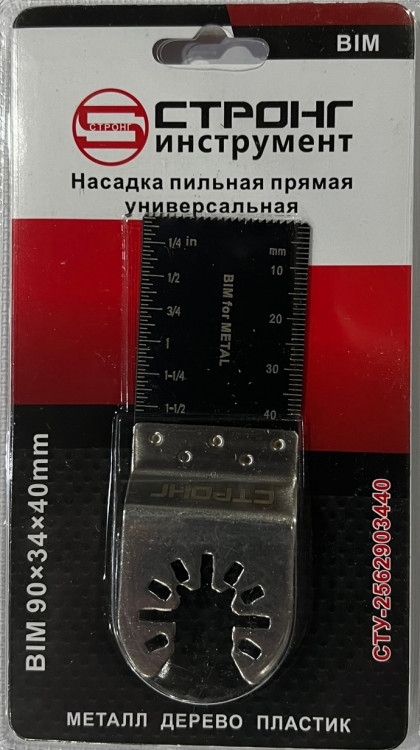 BIM
СТРОНГ
СТРОНГ
инструмент
Насадка пильная прямая
универсальная
1/4 in
1/2
3/4
1
1-1/4
1-1/2
BIM for METAL
mm
10
20
30
40
СТРОНГ
BIM 90×34×40mm
СТУ-2562903440
МЕТАЛЛ ДЕРЕВО ПЛАСТИК